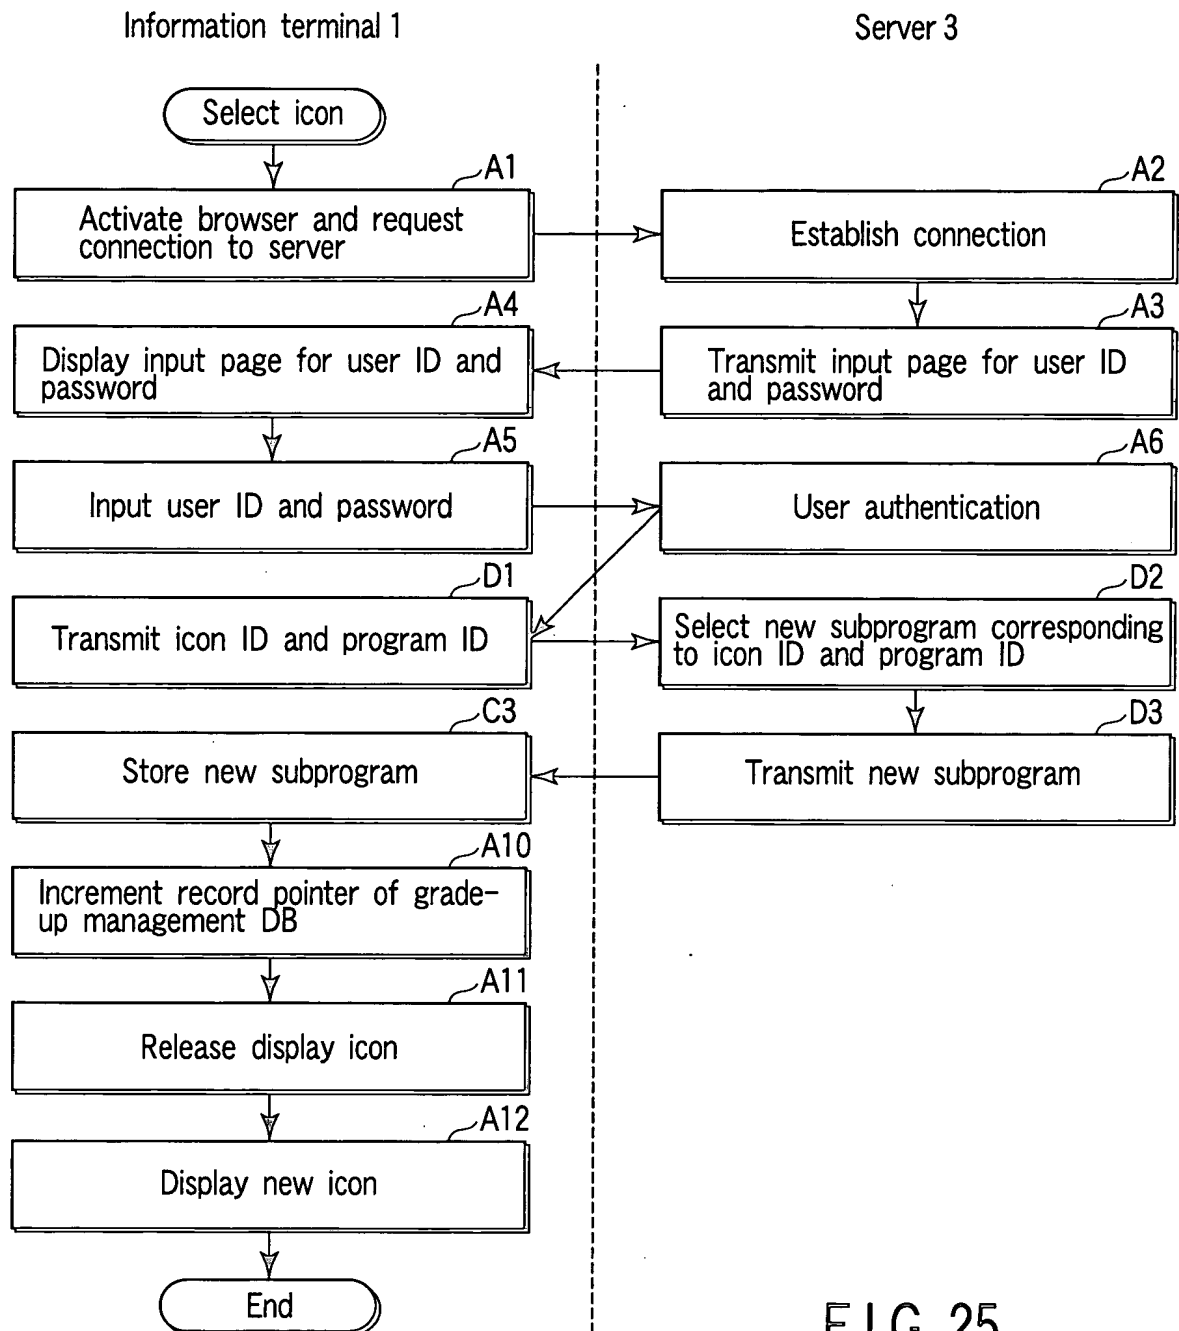 Information terminal 1
Server 3
Select icon
A1
Activate browser and request
connection to server
A2
Establish connection
A4
Display input page for user ID and
password
A3
Transmit input page for user ID
and password
A5
Input user ID and password
A6
User authentication
D1
Transmit icon ID and program ID
D2
Select new subprogram corresponding
to icon ID and program ID
C3
Store new subprogram
D3
Transmit new subprogram
A10
Increment record pointer of grade-
up management DB
A11
Release display icon
A12
Display new icon
End
FIG. 25